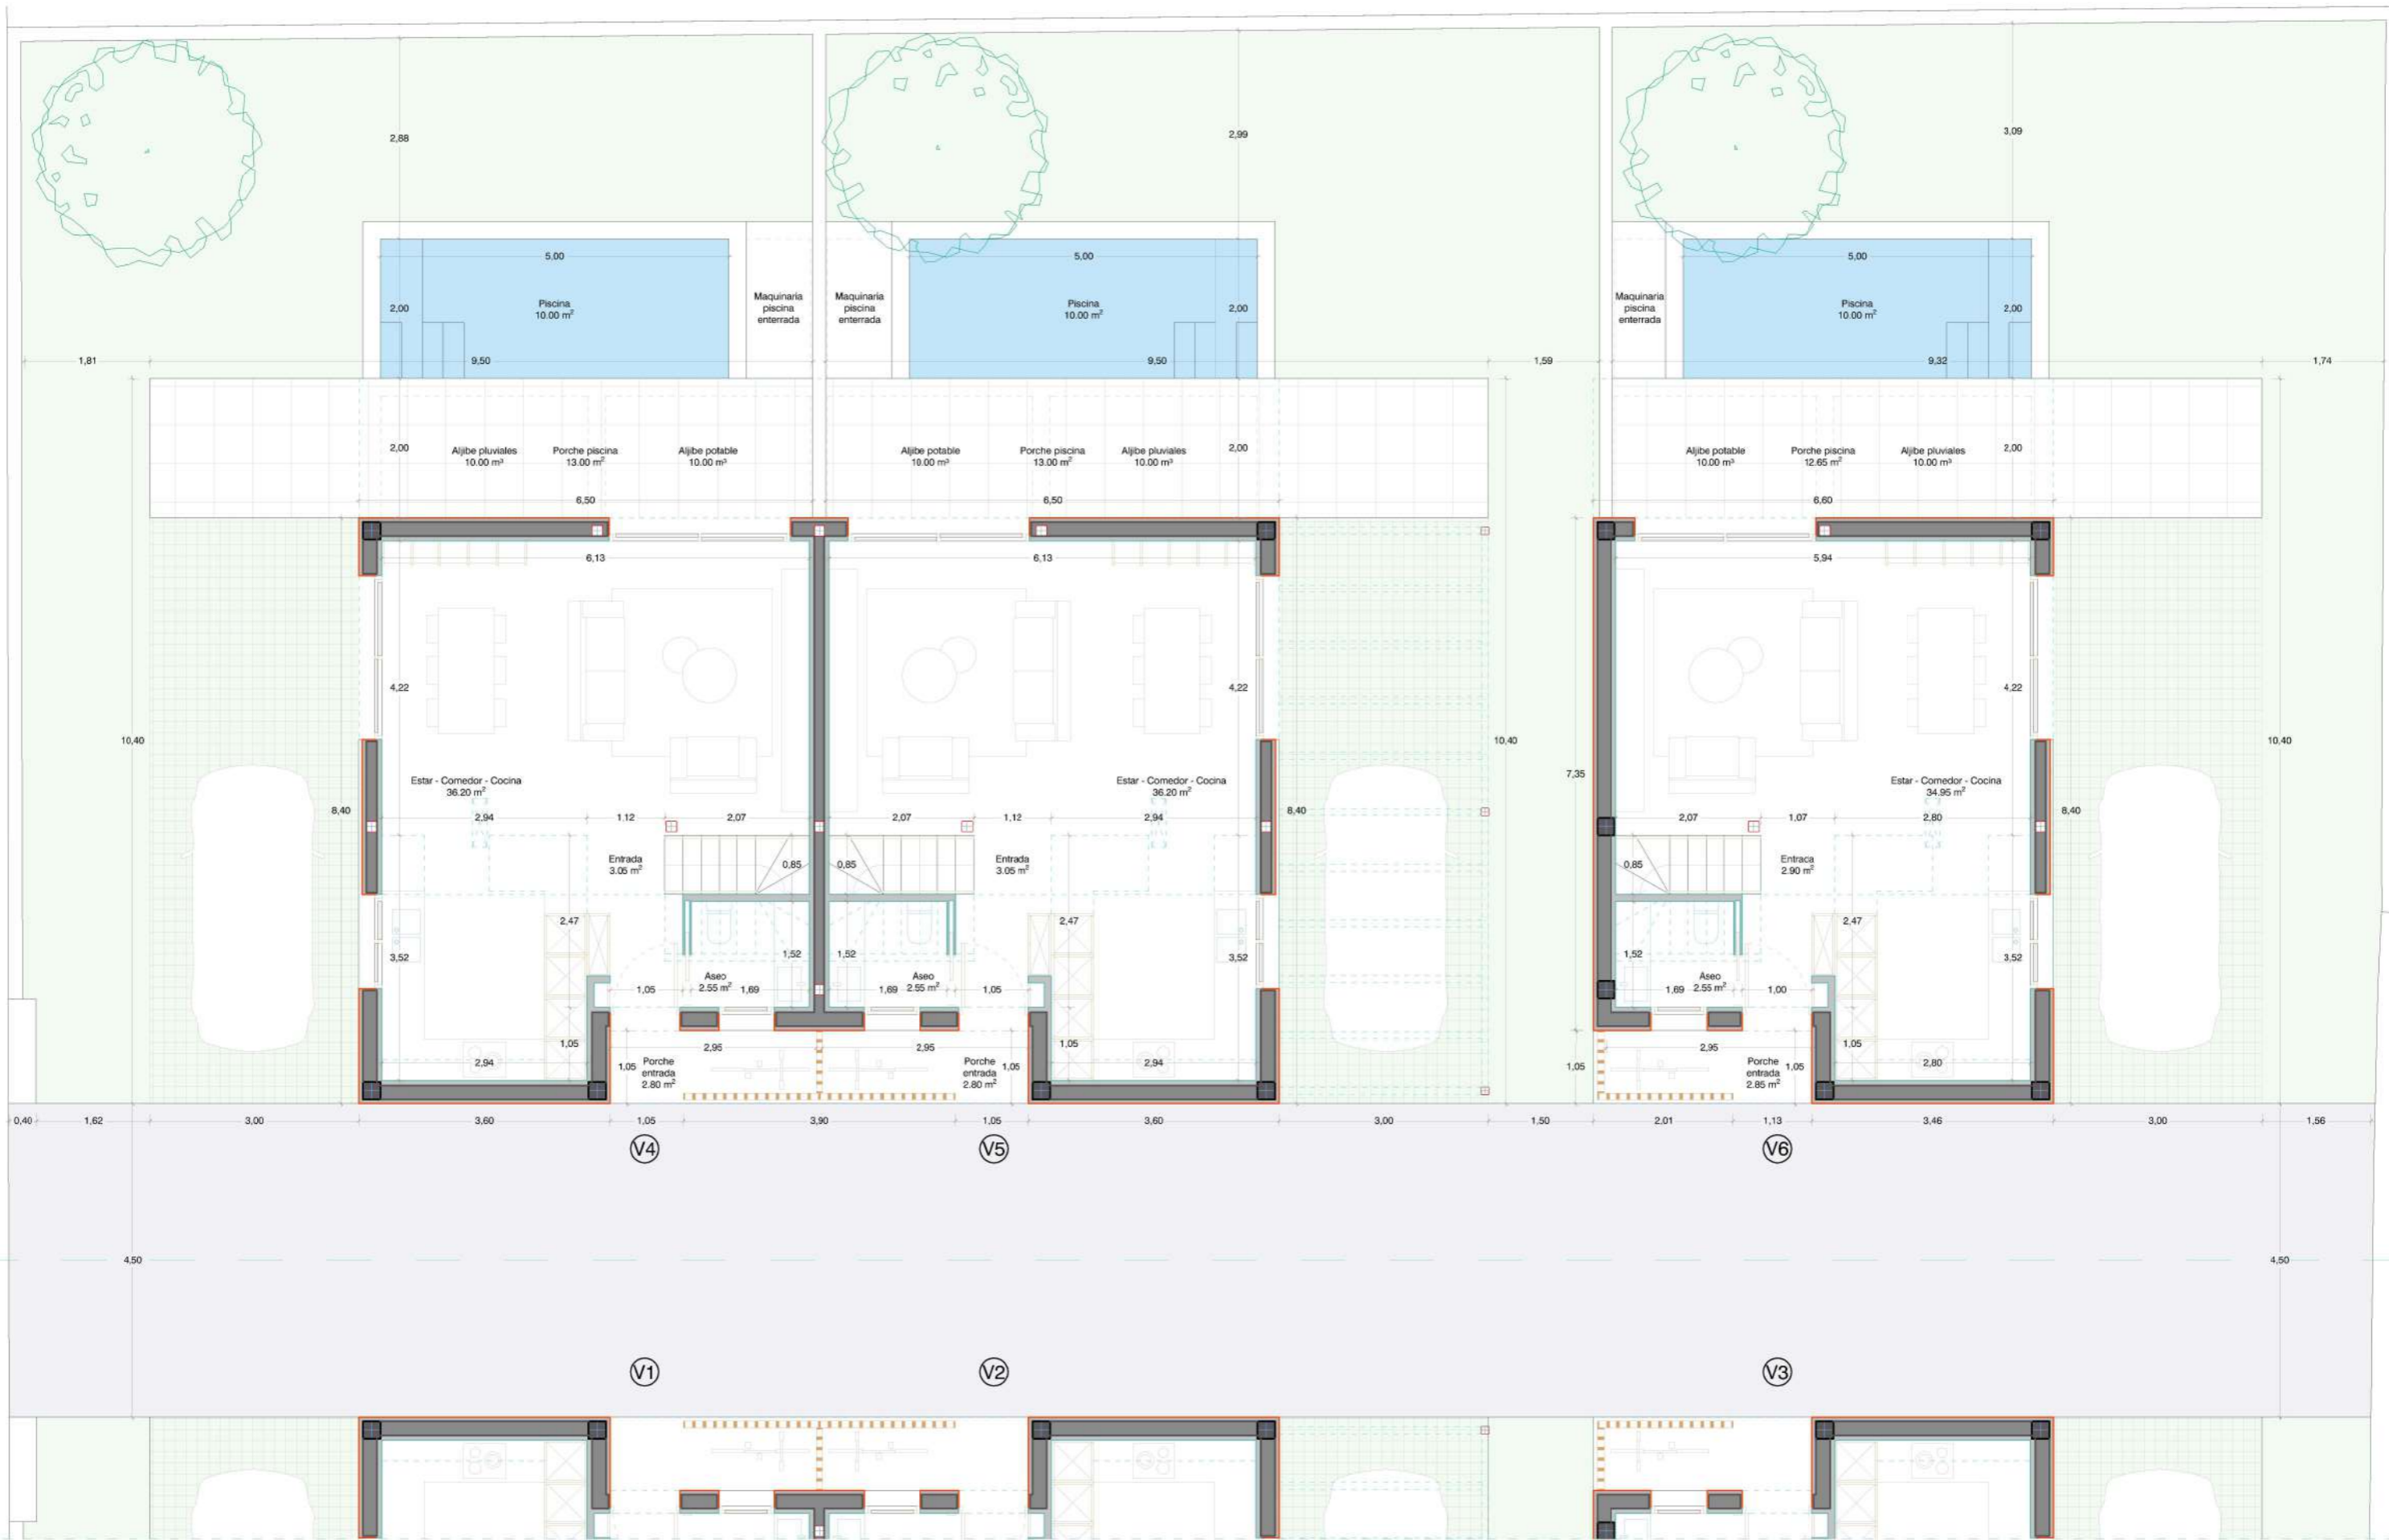 2,88
2,99
3,09
5,00
5,00
5,00
2,00
Piscina
10.00 m²
Maquinaria
piscina
enterrada
Maquinaria
piscina
enterrada
Piscina
10.00 m²
2,00
Maquinaria
piscina
enterrada
Piscina
10.00 m²
2,00
1,81
9,50
9,50
1,59
9,32
1,74
2,00
Aljibe pluviales
10.00 m³
Porche piscina
13.00 m²
Aljibe potable
10.00 m³
Aljibe potable
10.00 m³
Porche piscina
13.00 m²
Aljibe pluviales
10.00 m³
2,00
Aljibe potable
10.00 m³
Porche piscina
12.65 m²
Aljibe pluviales
10.00 m³
2,00
6,50
6,50
6,60
6,13
6,13
5,94
4,22
4,22
4,22
10,40
10,40
10,40
7,35
Estar - Comedor - Cocina
36.20 m²
Estar - Comedor - Cocina
36.20 m²
Estar - Comedor - Cocina
34.95 m²
8,40
8,40
8,40
2,94
1,12
2,07
2,07
1,12
2,94
2,07
1,07
2,80
Entrada
3.05 m²
0,85
0,85
Entrada
3.05 m²
0,85
Entraca
2.90 m²
2,47
2,47
2,47
3,52
1,52
1,52
3,52
1,52
3,52
Aseo
2.55 m²
Aseo
2.55 m²
Aseo
2.55 m²
1,05
1,69
1,69
1,05
1,69
1,00
1,05
2,95
2,95
1,05
2,95
1,05
2,94
1,05
Porche
entrada
2.80 m²
Porche
entrada
2.80 m²
1,05
2,94
1,05
Porche
entrada
2.85 m²
1,05
2,80
0,40
1,62
3,00
3,60
1,05
3,90
1,05
3,60
3,00
1,50
2,01
1,13
3,46
3,00
1,56
V4
V5
V6
4,50
4,50
V1
V2
V3